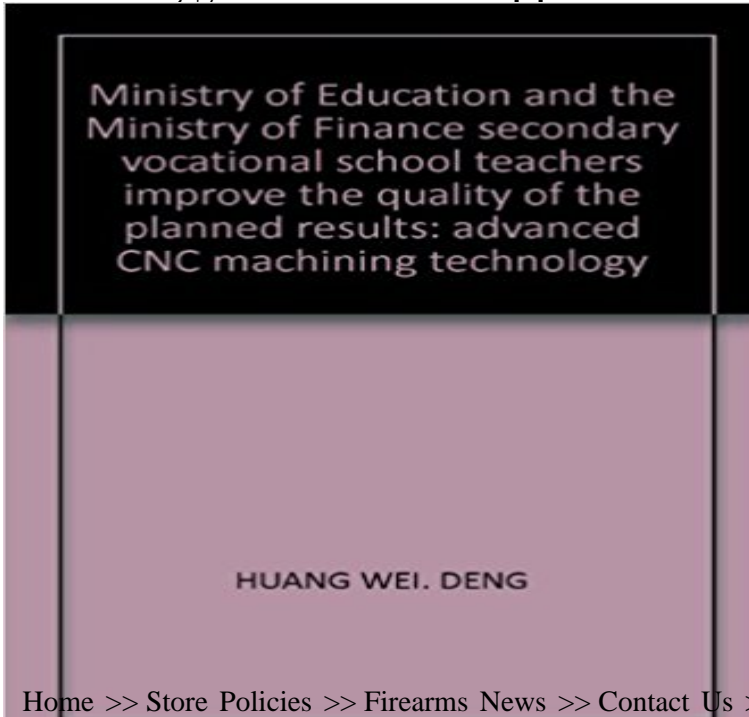 Ministry of Education and the
Ministry of Finance secondary
vocational school teachers
improve the quality of the
planned results: advanced
CNC machining technology
HUANG WEI. DENG
Home >> Store Policies >> Firearms News >> Contact Us